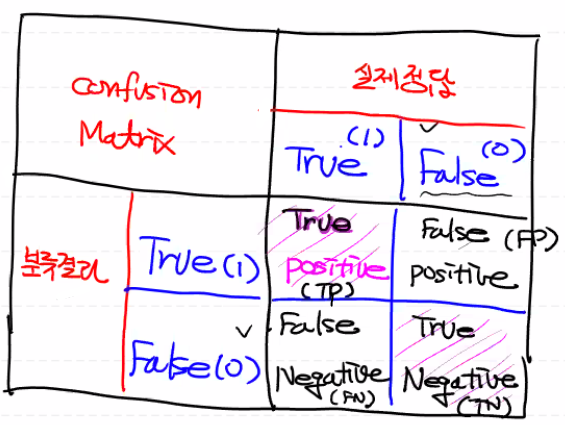 Confusion
Matrix
실제정답
True (1)
False (0)
분류결과
True (1)
True
positive
(TP)
False (FP)
positive
False (0)
False
Negative
(FN)
True
Negative
(TN)